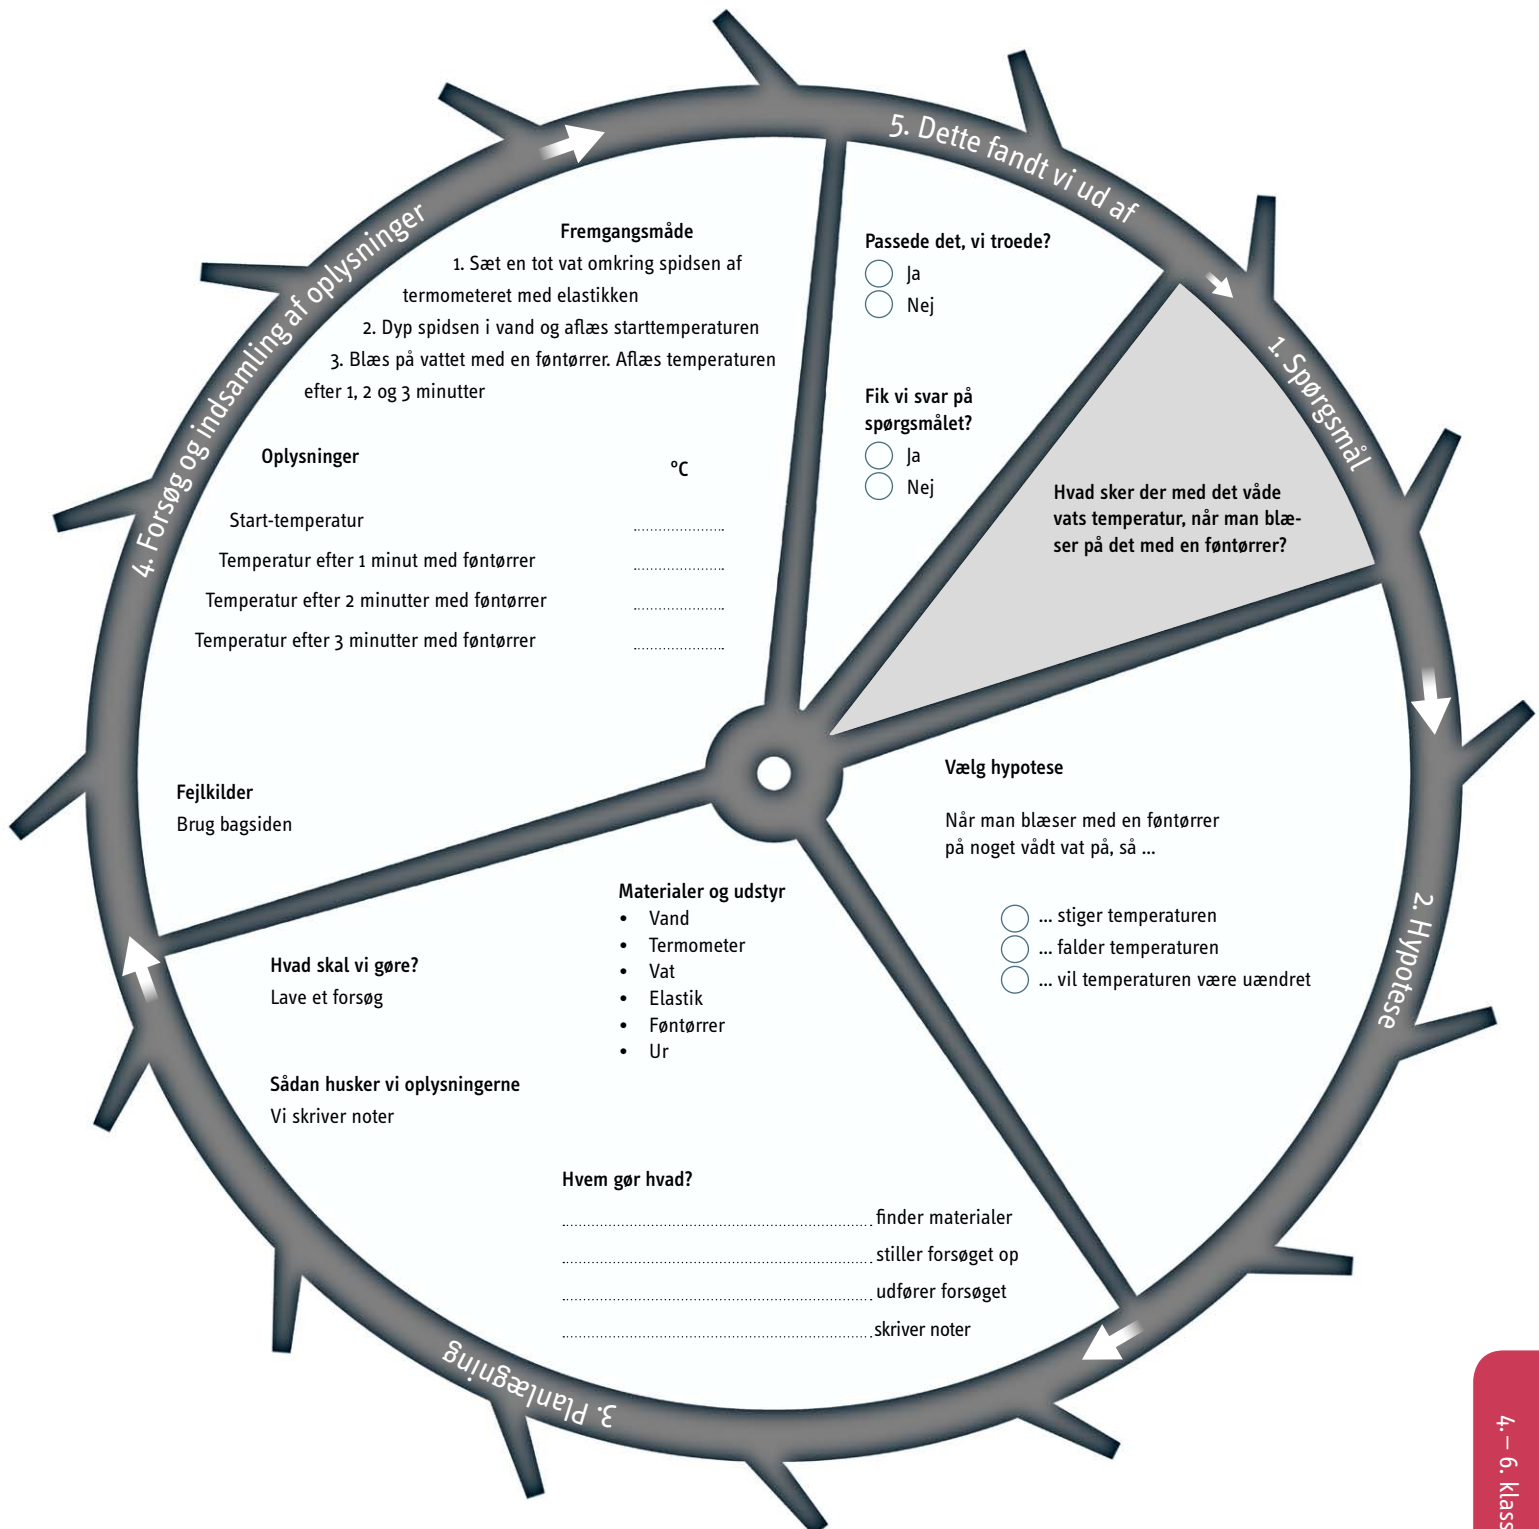 5. Dette fandt vi ud af
Passede det, vi troede?
Ja
Nej
Fik vi svar på
spørgsmålet?
Ja
Nej
1. Spørgsmål
Hvad sker der med det våde
vats temperatur, når man blæ-
ser på det med en føntørrer?
2. Hypotese
Vælg hypotese
Når man blæser med en føntørrer
på noget vådt vat på, så ...
... stiger temperaturen
... falder temperaturen
... vil temperaturen være uændret
3. Planlægning
Hvad skal vi gøre?
Lave et forsøg
Sådan husker vi oplysningerne
Vi skriver noter
Materialer og udstyr
• Vand
• Termometer
• Vat
• Elastik
• Føntørrer
• Ur
Hvem gør hvad?
finder materialer
stiller forsøget op
udfører forsøget
skriver noter
4. Forsøg og indsamling af oplysninger
Fremgangsmåde
1. Sæt en tot vat omkring spidsen af
termometeret med elastikken
2. Dyp spidsen i vand og aflæs starttemperaturen
3. Blæs på vattet med en føntørrer. Aflæs temperaturen
efter 1, 2 og 3 minutter
Oplysninger
°C
Start-temperatur
Temperatur efter 1 minut med føntørrer
Temperatur efter 2 minutter med føntørrer
Temperatur efter 3 minutter med føntørrer
Fejlkilder
Brug bagsiden
4. – 6. klass